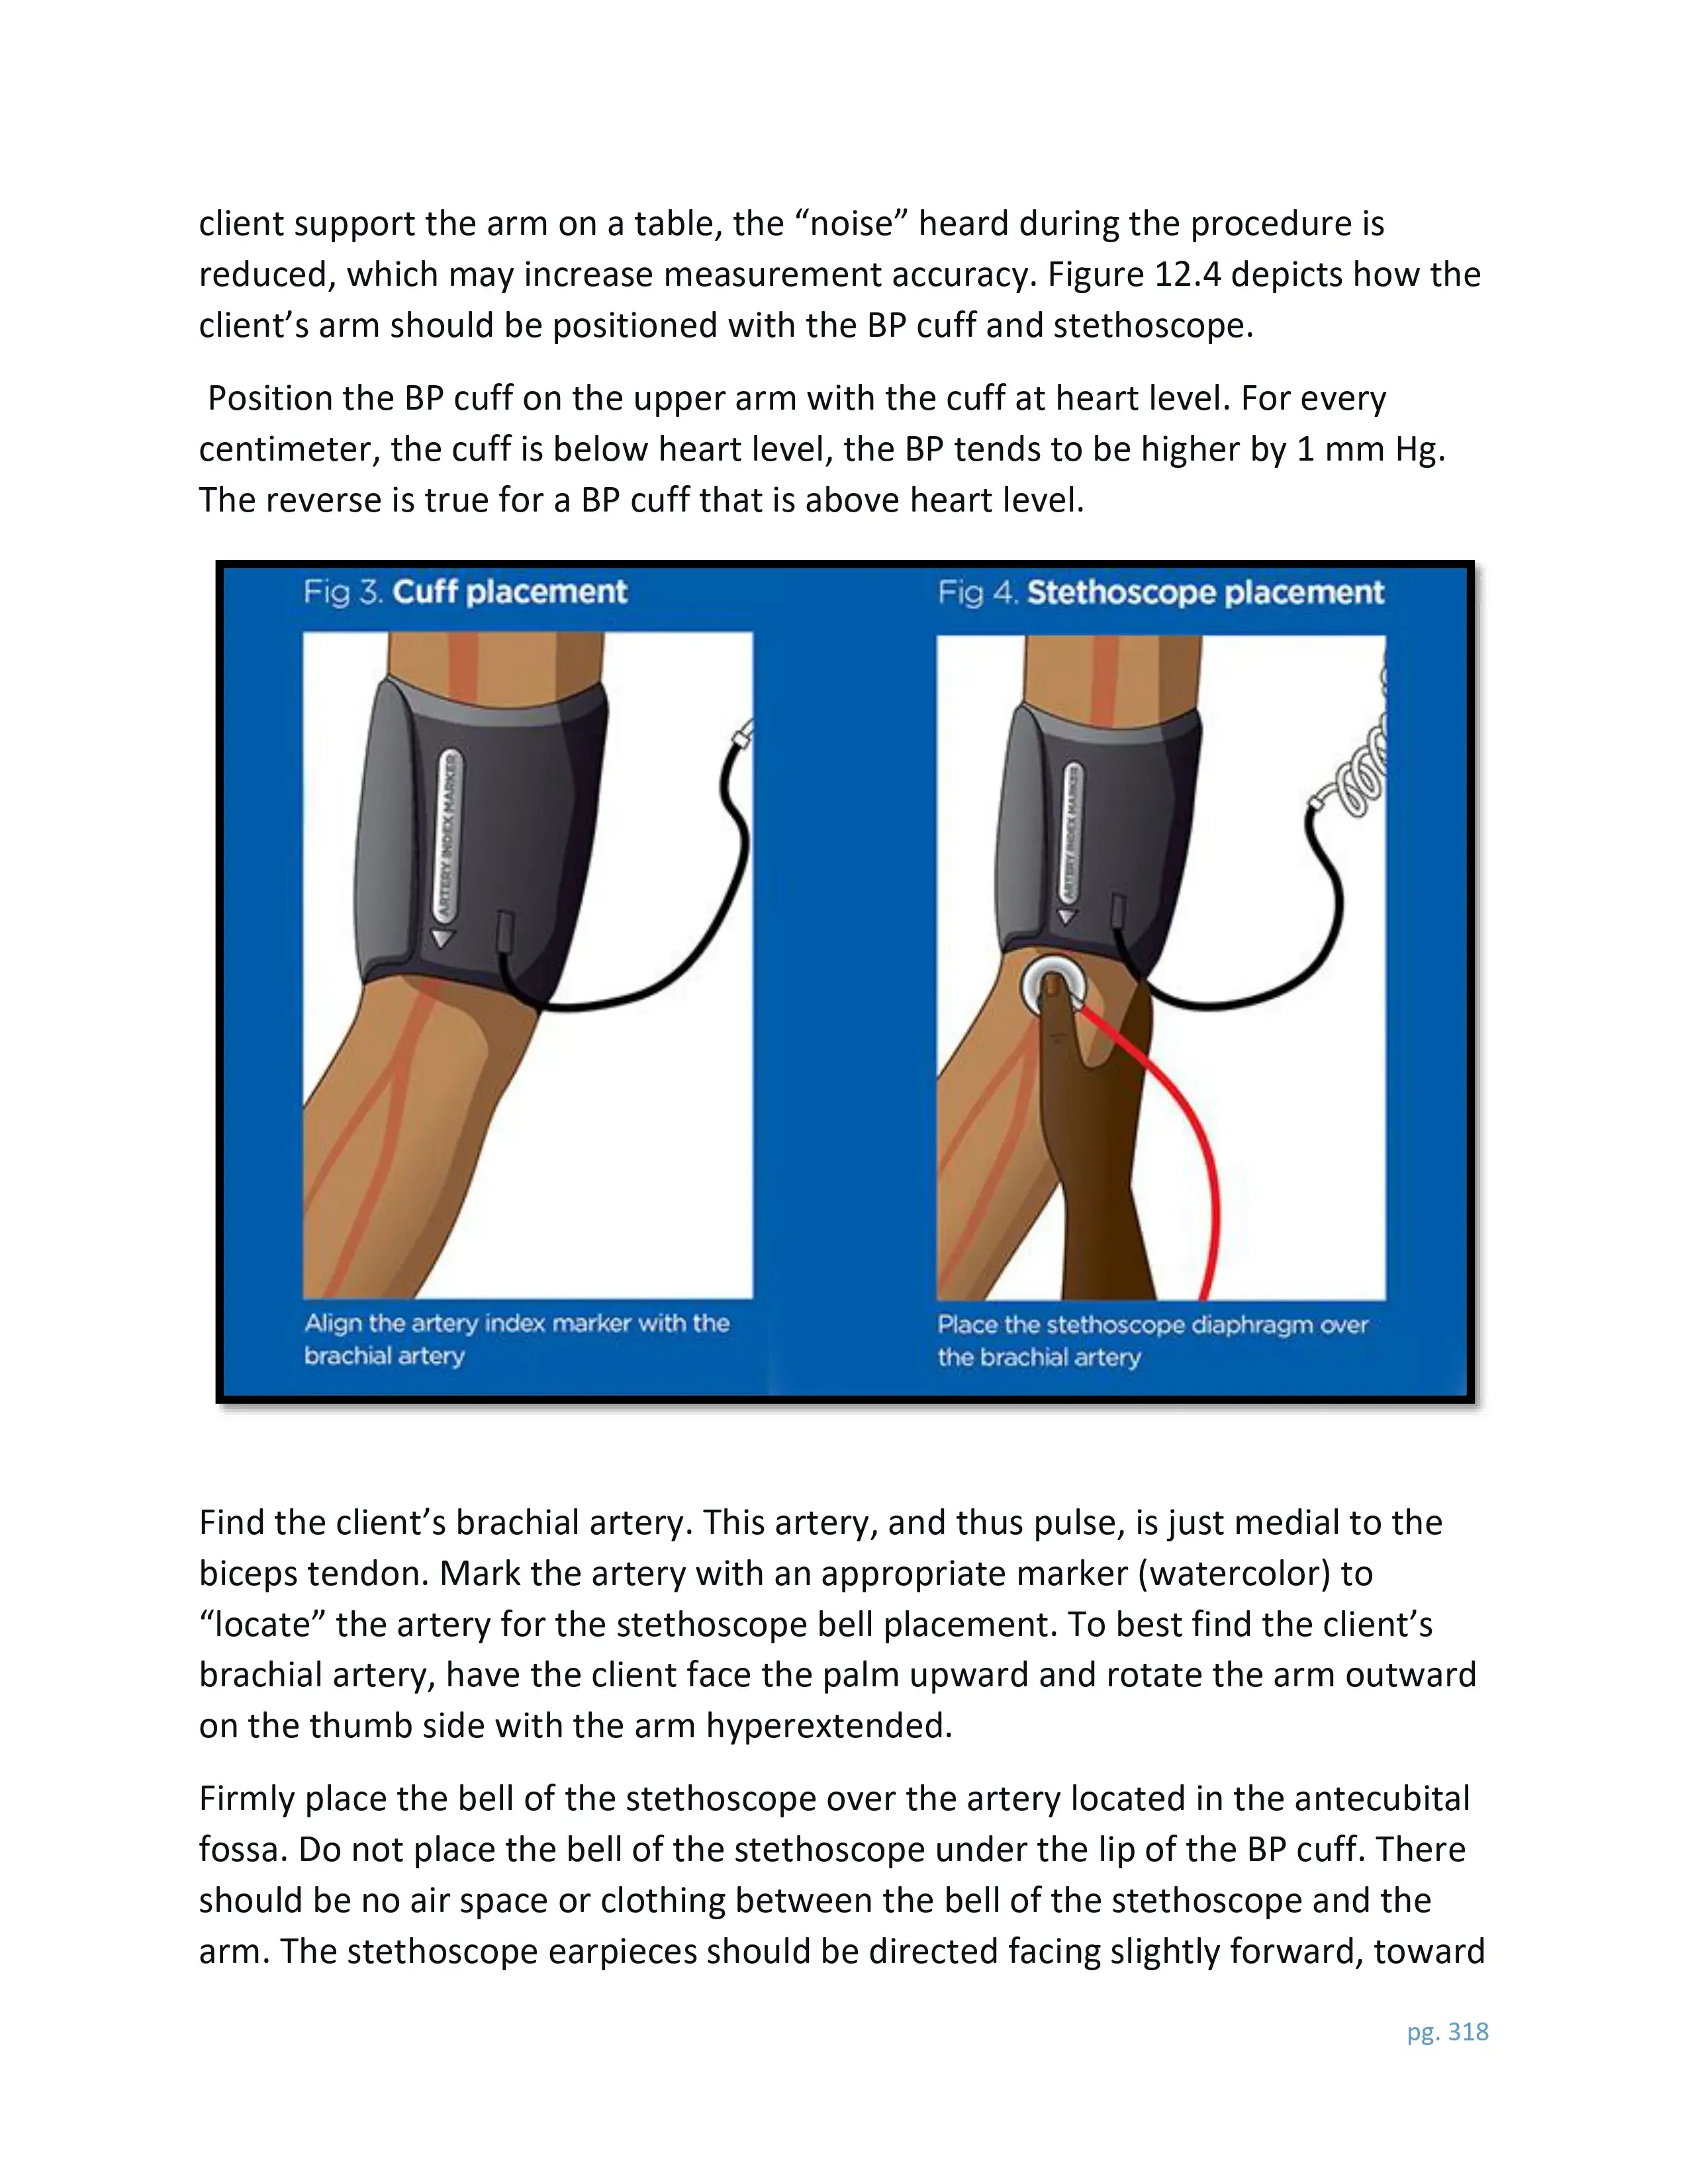 client support the arm on a table, the “noise” heard during the procedure is
reduced, which may increase measurement accuracy. Figure 12.4 depicts how the
client’s arm should be positioned with the BP cuff and stethoscope.
Position the BP cuff on the upper arm with the cuff at heart level. For every
centimeter, the cuff is below heart level, the BP tends to be higher by 1 mm Hg.
The reverse is true for a BP cuff that is above heart level.
Fig 3. Cuff placement
ARTERY INDEX MARKER
Align the artery index marker with the
brachial artery
Fig 4. Stethoscope placement
ARTERY INDEX MARKER
Place the stethoscope diaphragm over
the brachial artery
Find the client’s brachial artery. This artery, and thus pulse, is just medial to the
biceps tendon. Mark the artery with an appropriate marker (watercolor) to
“locate” the artery for the stethoscope bell placement. To best find the client’s
brachial artery, have the client face the palm upward and rotate the arm outward
on the thumb side with the arm hyperextended.
Firmly place the bell of the stethoscope over the artery located in the antecubital
fossa. Do not place the bell of the stethoscope under the lip of the BP cuff. There
should be no air space or clothing between the bell of the stethoscope and the
arm. The stethoscope earpieces should be directed facing slightly forward, toward
pg. 318